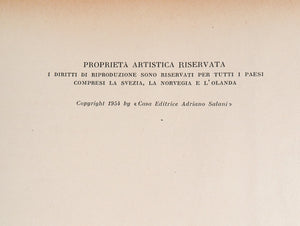 PROPRIETÀ ARTISTICA RISERVATA
I DIRITTI DI RIPRODUZIONE SONO RISERVATI PER TUTTI I PAESI
COMPRESI LA SVEZIA, LA NORVEGIA E L'OLANDA
Copyright 1954 by «Casa Editrice Adriano Salani»